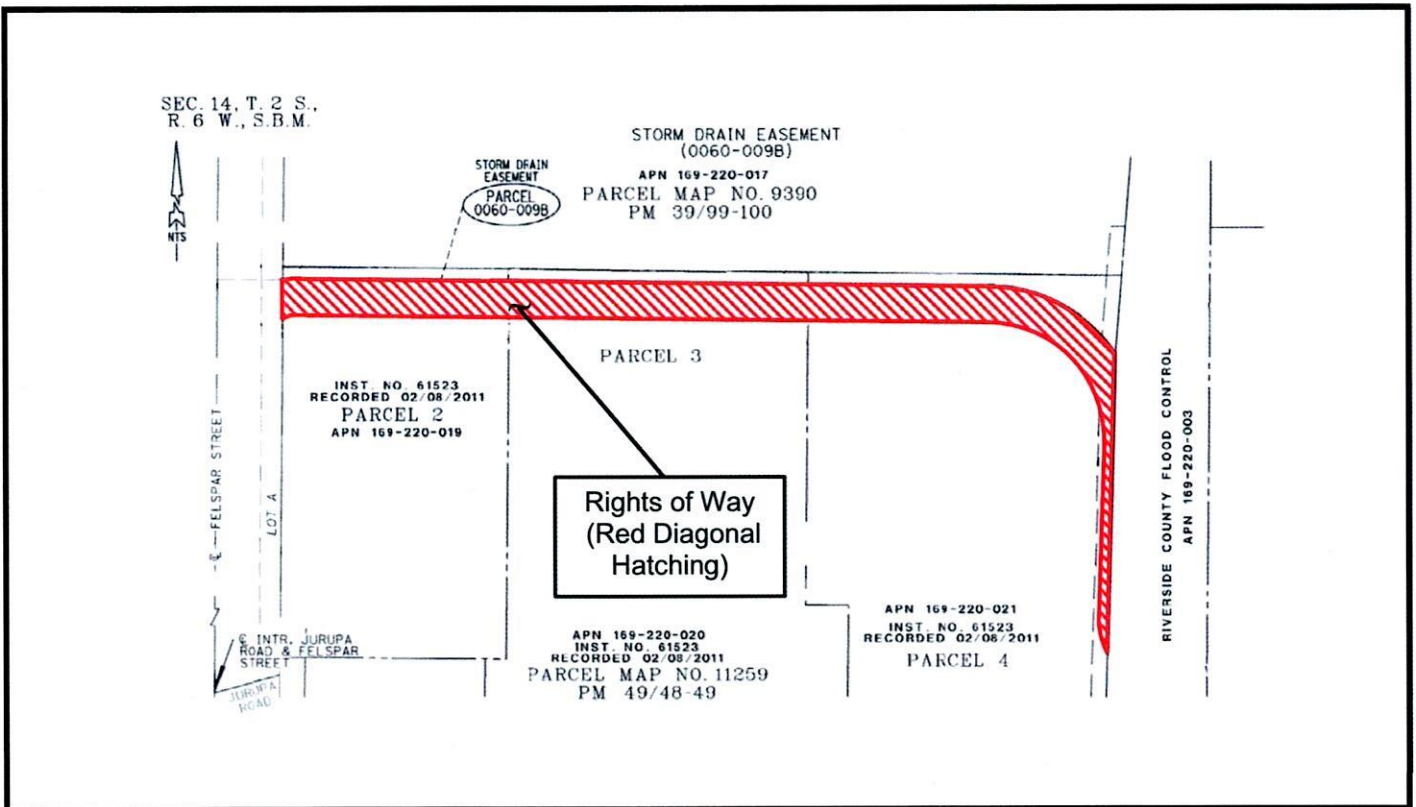 SEC. 14, T. 2 S.,
R. 6 W., S.B.M.
NTS
STORM DRAIN EASEMENT
(0060-009B)
STORM DRAIN
EASEMENT
PARCEL
0060-009B
APN 169-220-017
PARCEL MAP NO. 9390
PM 39/99-100
PARCEL 3
INST. NO. 61523
RECORDED 02/08/2011
PARCEL 2
APN 169-220-019
℄ FELSPAR STREET
LOT A
Rights of Way
(Red Diagonal
Hatching)
RIVERSIDE COUNTY FLOOD CONTROL
APN 169-220-003
℄ INTR. JURUPA
ROAD & FELSPAR
STREET
JURUPA
ROAD
APN 169-220-020
INST. NO. 61523
RECORDED 02/08/2011
PARCEL MAP NO. 11259
PM 49/48-49
APN 169-220-021
INST. NO. 61523
RECORDED 02/08/2011
PARCEL 4